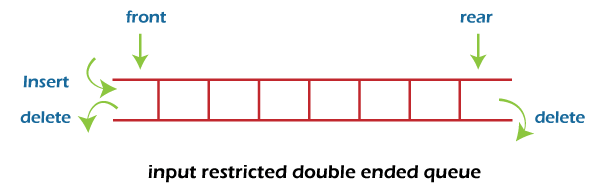 front
rear
Insert
delete
delete
input restricted double ended queue